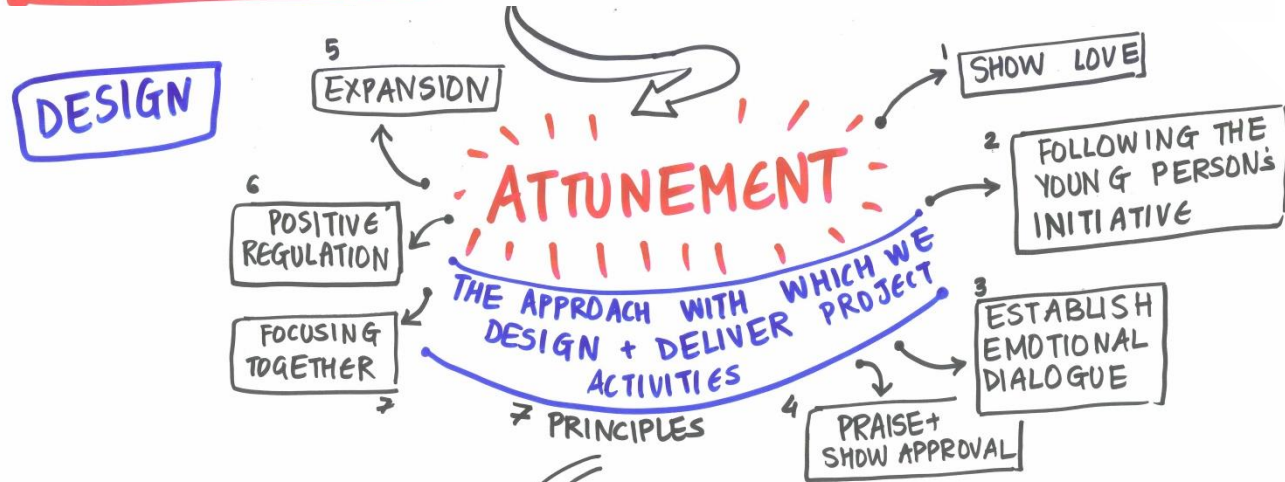 DESIGN
ATTUNEMENT
THE APPROACH WITH WHICH WE
DESIGN + DELIVER PROJECT
ACTIVITIES
7 PRINCIPLES
1
SHOW LOVE
2
FOLLOWING THE
YOUNG PERSON'S
INITIATIVE
3
ESTABLISH
EMOTIONAL
DIALOGUE
4
PRAISE +
SHOW APPROVAL
5
EXPANSION
6
POSITIVE
REGULATION
FOCUSING
TOGETHER
7